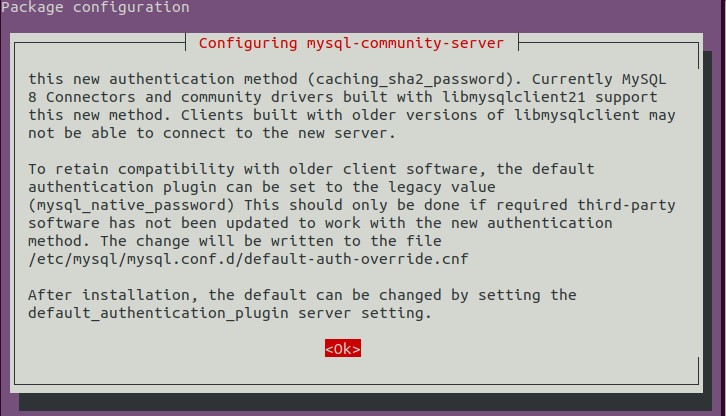 Package configuration
Configuring mysql-community-server
this new authentication method (caching_sha2_password). Currently MySQL
8 Connectors and community drivers built with libmysqlclient21 support
this new method. Clients built with older versions of libmysqlclient may
not be able to connect to the new server.
To retain compatibility with older client software, the default
authentication plugin can be set to the legacy value
(mysql_native_password) This should only be done if required third-party
software has not been updated to work with the new authentication
method. The change will be written to the file
/etc/mysql/mysql.conf.d/default-auth-override.cnf
After installation, the default can be changed by setting the
default_authentication_plugin server setting.
<Ok>